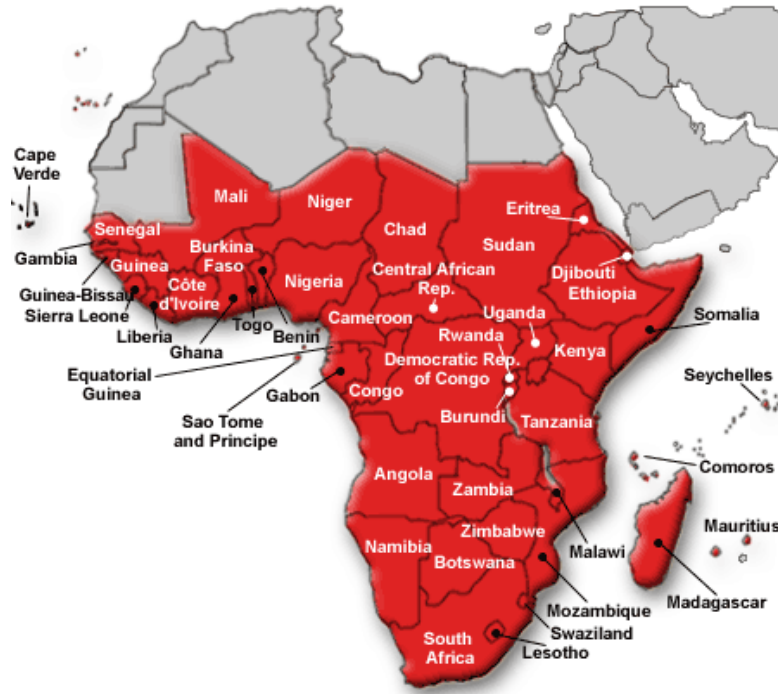 Cape
Verde
Mali
Niger
Eritrea
Senegal
Chad
Gambia
Burkina
Faso
Sudan
Guinea
Nigeria
Djibouti
Central African
Rep.
Côte
d'Ivoire
Ethiopia
Guinea-Bissau
Sierra Leone
Liberia
Togo
Benin
Ghana
Cameroon
Uganda
Somalia
Rwanda
Kenya
Equatorial
Guinea
Democratic Rep.
of Congo
Gabon
Congo
Seychelles
Sao Tome
and Principe
Burundi
Tanzania
Angola
Comoros
Zambia
Mauritius
Zimbabwe
Namibia
Malawi
Botswana
Mozambique
Madagascar
Swaziland
South
Africa
Lesotho